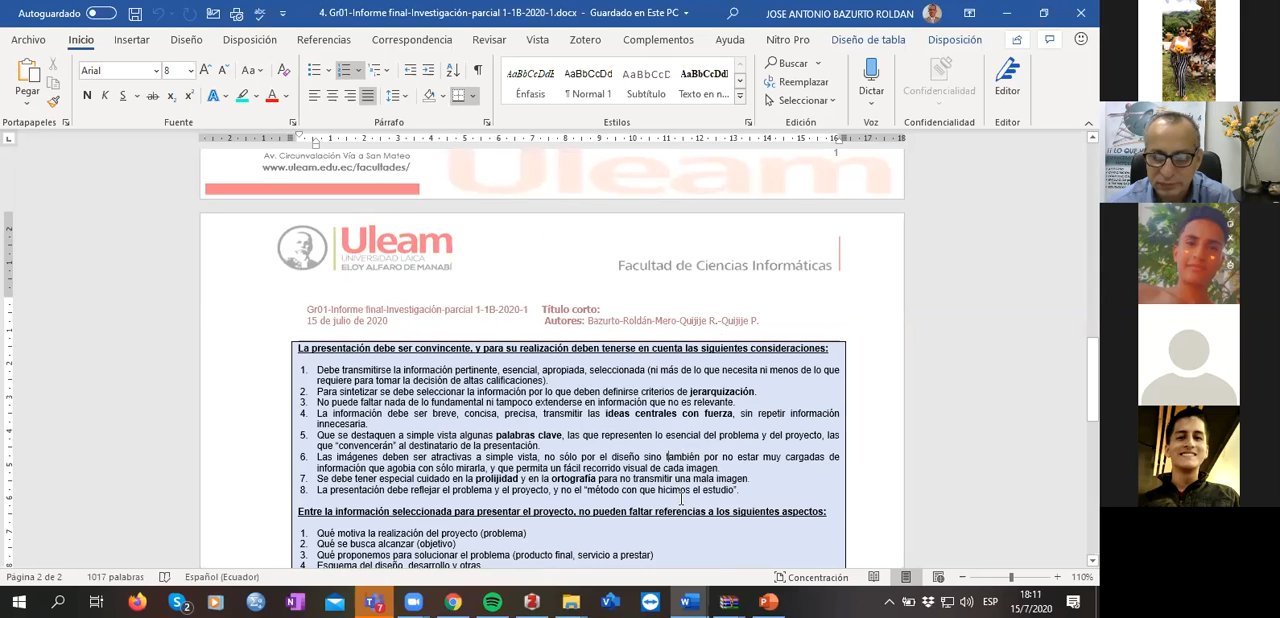 Autoguardado
4. Gr01-Informe final-Investigación-parcial 1-1B-2020-1.docx - Guardado en Este PC
JOSE ANTONIO BAZURTO ROLDAN
Archivo Inicio Insertar Diseño Disposición Referencias Correspondencia Revisar Vista Zotero Complementos Ayuda Nitro Pro Diseño de tabla Disposición
Pegar
Arial 8
N K S ab
AaBbCcDdE AaBbCcDd AaBbCcC AaBbCcDd
Énfasis ¶ Normal 1 Subtítulo Texto en n...
Buscar
Reemplazar
Seleccionar
Dictar
Confidencialidad
Editor
Portapapeles Fuente Párrafo Estilos Edición Voz Confidencialidad Editor
Av. Circunvalación Vía a San Mateo
www.uleam.edu.ec/facultades/
1
Uleam
Uleam
UNIVERSIDAD LAICA
ELOY ALFARO DE MANABÍ
Facultad de Ciencias Informáticas
Gr01-Informe final-Investigación-parcial 1-1B-2020-1 Título corto:
15 de julio de 2020 Autores: Bazurto-Roldán-Mero-Quijije R.-Quijije P.
La presentación debe ser convincente, y para su realización deben tenerse en cuenta las siguientes consideraciones:
1. Debe transmitirse la información pertinente, esencial, apropiada, seleccionada (ni más de lo que necesita ni menos de lo que
requiere para tomar la decisión de altas calificaciones).
2. Para sintetizar se debe seleccionar la información por lo que deben definirse criterios de jerarquización.
3. No puede faltar nada de lo fundamental ni tampoco extenderse en información que no es relevante.
4. La información debe ser breve, concisa, precisa, transmitir las ideas centrales con fuerza, sin repetir información
innecesaria.
5. Que se destaquen a simple vista algunas palabras clave, las que representen lo esencial del problema y del proyecto, las
que “convencerán” al destinatario de la presentación.
6. Las imágenes deben ser atractivas a simple vista, no sólo por el diseño sino también por no estar muy cargadas de
información que agobia con sólo mirarla, y que permita un fácil recorrido visual de cada imagen.
7. Se debe tener especial cuidado en la prolijidad y en la ortografía para no transmitir una mala imagen.
8. La presentación debe reflejar el problema y el proyecto, y no el “método con que hicimos el estudio”.
Entre la información seleccionada para presentar el proyecto, no pueden faltar referencias a los siguientes aspectos:
1. Qué motiva la realización del proyecto (problema)
2. Qué se busca alcanzar (objetivo)
3. Qué proponemos para solucionar el problema (producto final, servicio a prestar)
4. Esquema del diseño, desarrollo y otras
Página 2 de 2 1017 palabras Español (Ecuador) Concentración 110%
ESP
18:11
15/7/2020